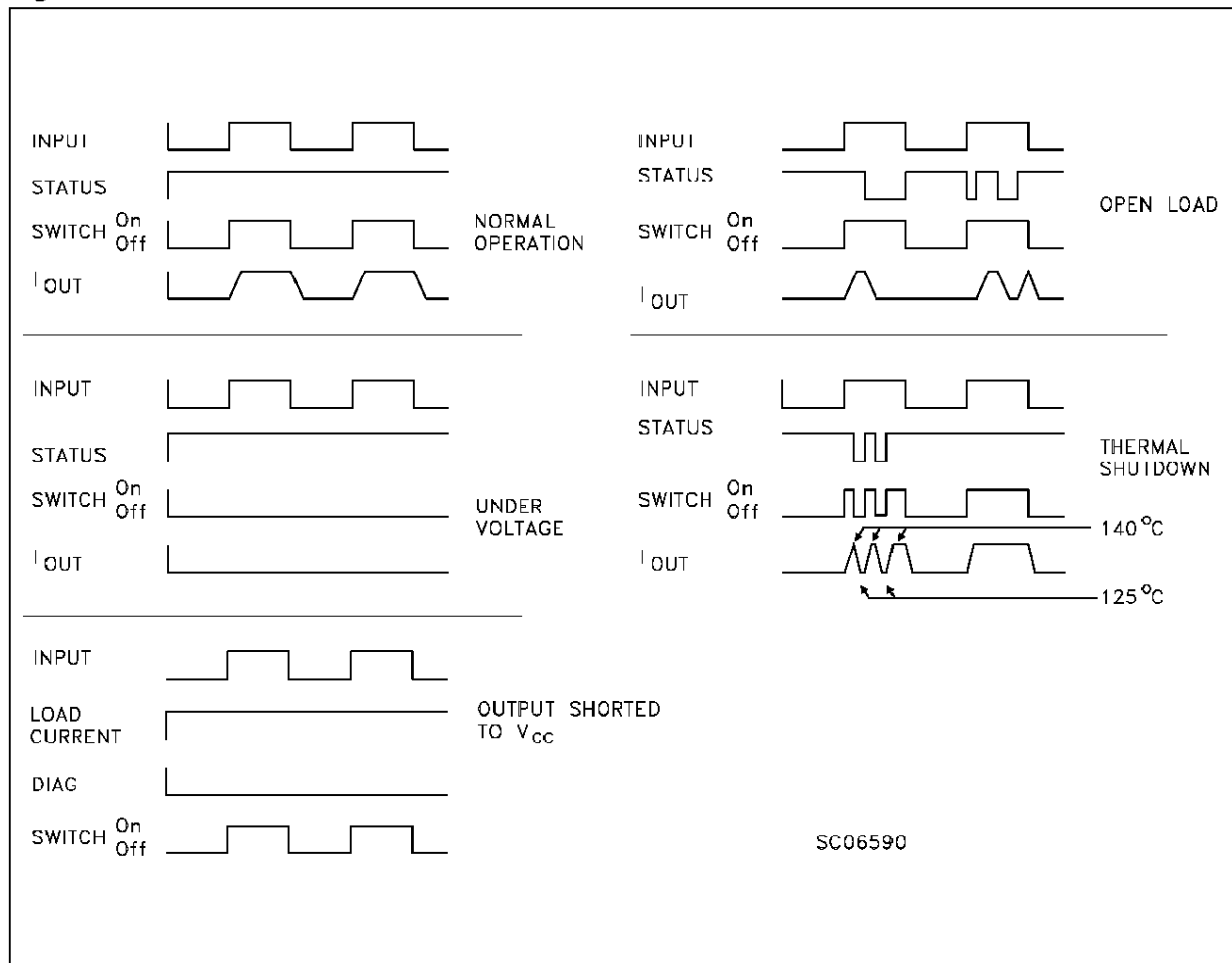 INPUT
STATUS
SWITCH On
Off
I OUT
NORMAL
OPERATION
INPUT
STATUS
SWITCH On
Off
I OUT
OPEN LOAD
INPUT
STATUS
SWITCH On
Off
I OUT
UNDER
VOLTAGE
INPUT
STATUS
SWITCH On
Off
I OUT
THERMAL
SHUTDOWN
140 °C
125 °C
INPUT
LOAD
CURRENT
DIAG
SWITCH On
Off
OUTPUT SHORTED
TO VCC
SC06590